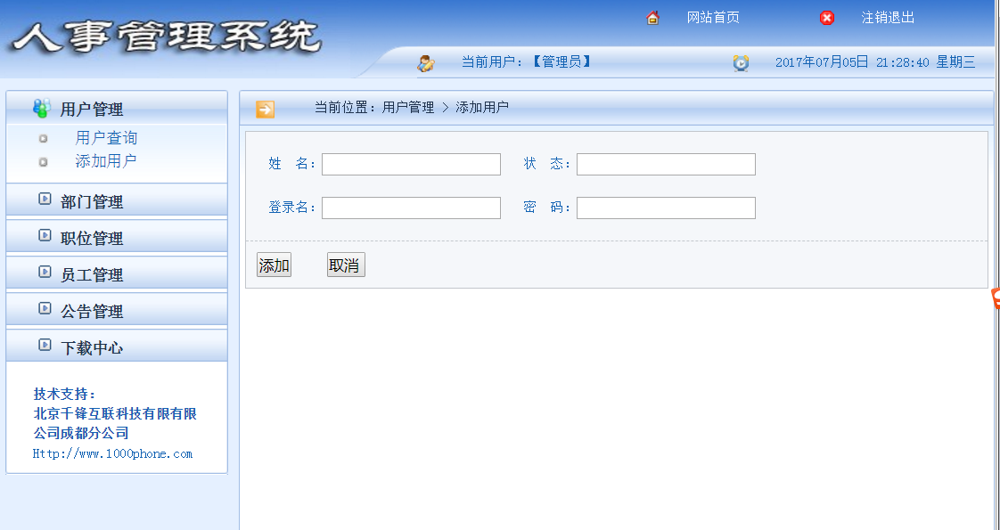 人事管理系统
网站首页
注销退出
当前用户：【管理员】
2017年07月05日 21:28:40 星期三
用户管理
用户查询
添加用户
部门管理
职位管理
员工管理
公告管理
下载中心
技术支持：
北京千锋互联科技有限有限
公司成都分公司
Http://www.1000phone.com
当前位置：用户管理 > 添加用户
姓 名：
状 态：
登录名：
密 码：
添加
取消